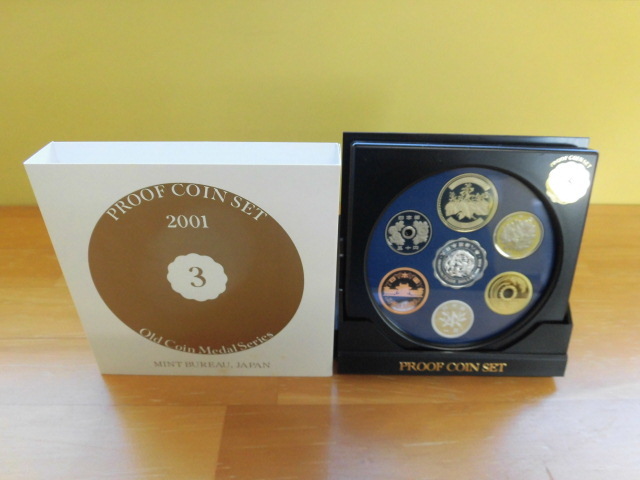 PROOF COIN SET
2001
3
Old Coin Medal Series
MINT BUREAU, JAPAN
PROOF COIN SET